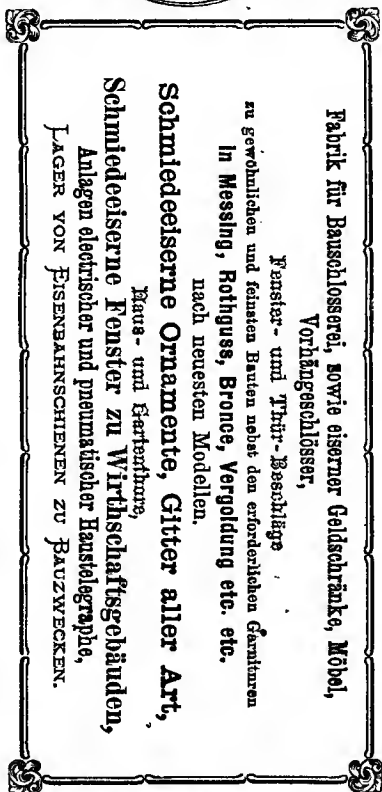 Fabrik für Bauschlosserei, sowie eiserner Geldschränke, Möbel,
Vorhängeschlösser,
Fenster- und Thür-Beschläge
zu gewöhnlichen und feinsten Bauten nebst den erforderlichen Garnituren
in Messing, Rothguss, Bronce, Vergoldung etc. etc.
nach neuesten Modellen,
Schmiedeeiserne Ornamente, Gitter aller Art,
Haus- und Gartenthore,
Schmiedeeiserne Fenster zu Wirthschaftsgebäuden,
Anlagen electrischer und pneumatischer Haustelegraphe,
LAGER VON EISENBAHNSCHIENEN ZU BAUZWECKEN.